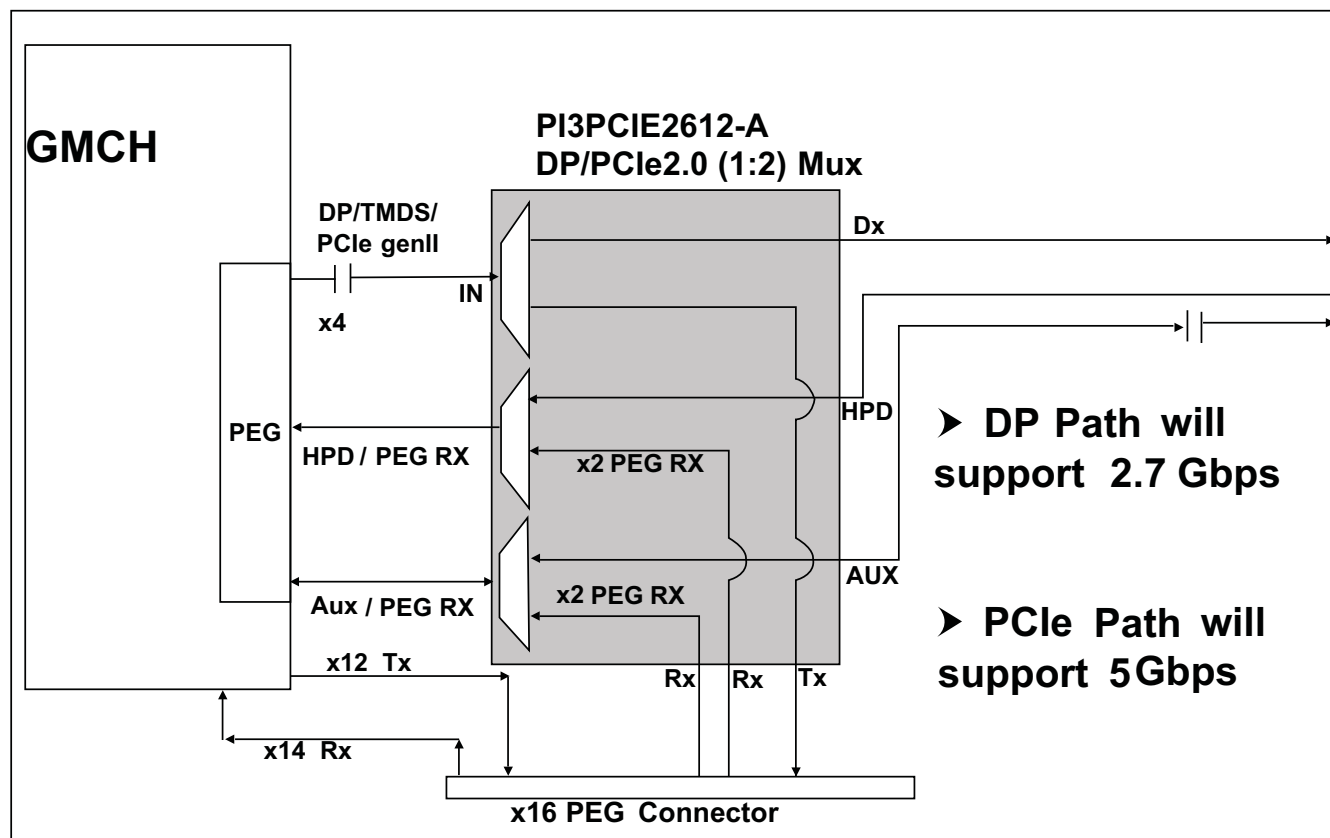 PI3PCIE2612-A
DP/PCIe2.0 (1:2) Mux
GMCH
DP/TMDS/
PCIe genII
Dx
IN
x4
HPD
PEG
HPD / PEG RX
x2 PEG RX
➤ DP Path will
support 2.7 Gbps
AUX
Aux / PEG RX
x2 PEG RX
➤ PCIe Path will
support 5Gbps
x12 Tx
Rx
Rx
Tx
x14 Rx
x16 PEG Connector